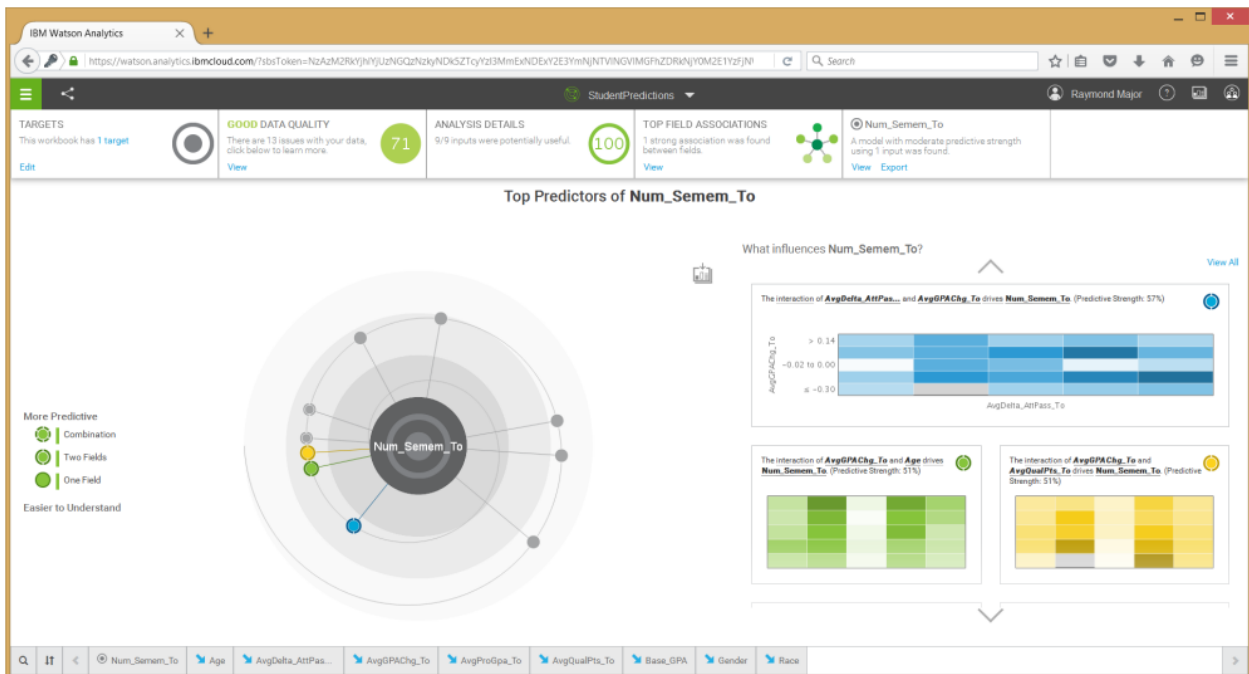 IBM Watson Analytics
Search
StudentPredictions
Raymond Major
TARGETS
This workbook has 1 target
Edit
GOOD DATA QUALITY
There are 13 issues with your data,
click below to learn more.
View
71
ANALYSIS DETAILS
9/9 inputs were potentially useful.
100
TOP FIELD ASSOCIATIONS
1 strong association was found
between fields.
View
Num_Semem_To
A model with moderate predictive strength
using 1 input was found.
View Export
Top Predictors of Num_Semem_To
What influences Num_Semem_To?
View All
The interaction of AvgDelta_AttPas... and AvgGPAChg_To drives Num_Semem_To. (Predictive Strength: 57%)
AvgGPAChg_To
> 0.14
-0.02 to 0.00
≤ -0.30
AvgDelta_AttPass_To
More Predictive
Combination
Two Fields
One Field
Easier to Understand
Num_Semem_To
The interaction of AvgGPAChg_To and Age drives
Num_Semem_To. (Predictive Strength: 51%)
The interaction of AvgGPAChg_To and
AvgQualPts_To drives Num_Semem_To. (Predictive
Strength: 51%)
Num_Semem_To Age AvgDelta_AttPas... AvgGPAChg_To AvgProGpa_To AvgQualPts_To Base_GPA Gender Race